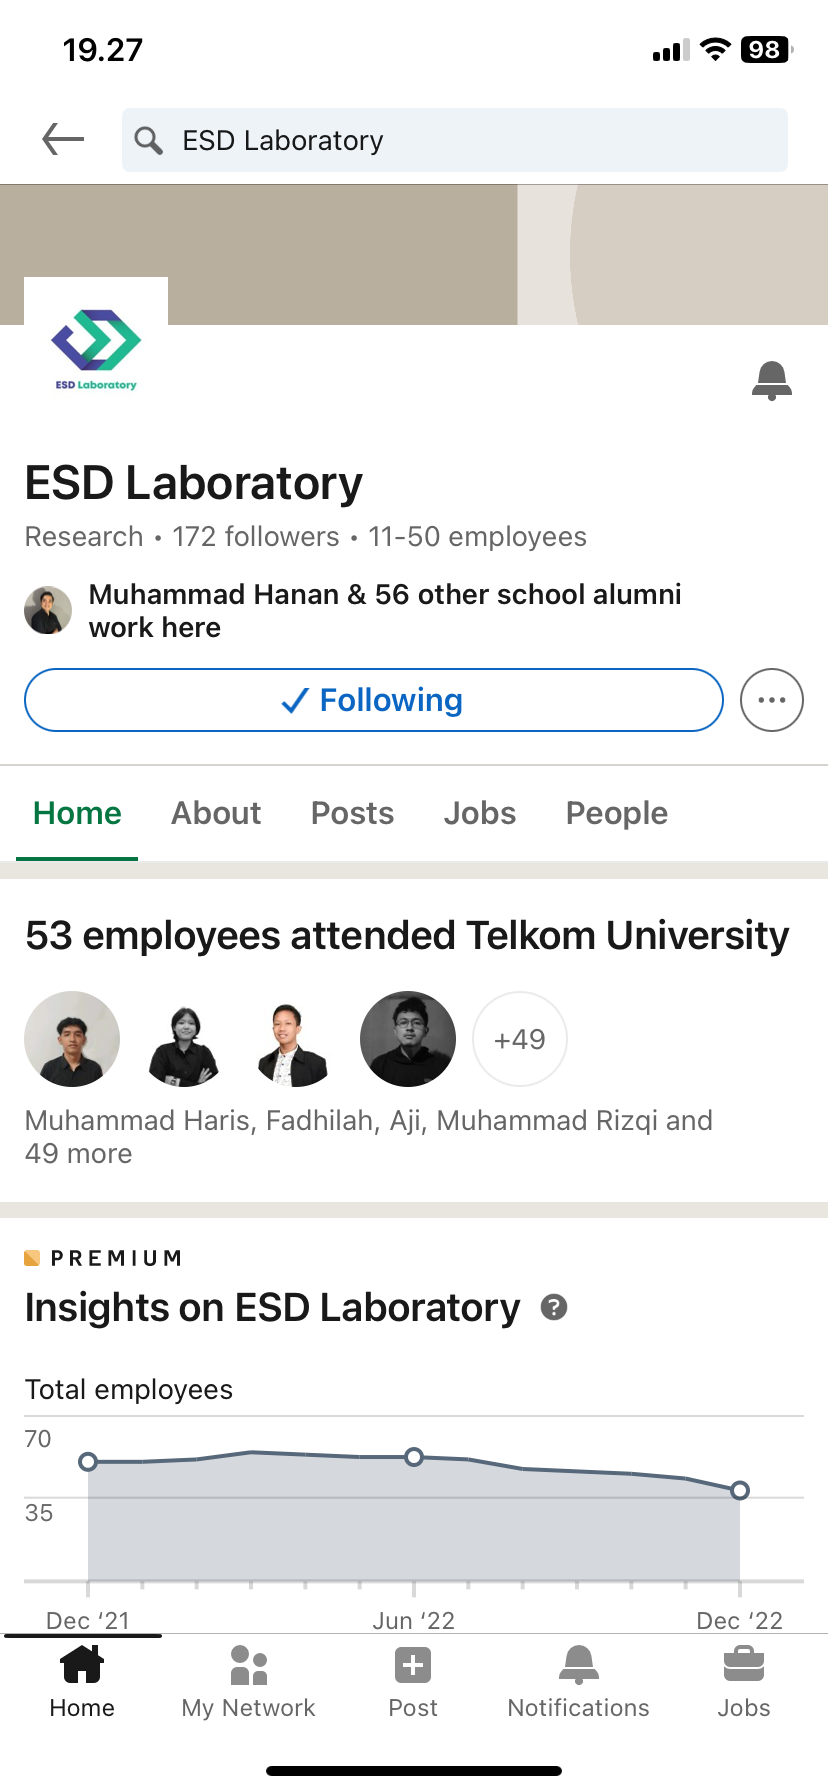 19.27
98
ESD Laboratory
ESD Laboratory
ESD Laboratory
Research • 172 followers • 11-50 employees
Muhammad Hanan & 56 other school alumni
work here
Following
Home About Posts Jobs People
53 employees attended Telkom University
+49
Muhammad Haris, Fadhilah, Aji, Muhammad Rizqi and
49 more
PREMIUM
Insights on ESD Laboratory ?
Total employees
70
35
Dec ‘21 Jun ‘22 Dec ‘22
Home My Network Post Notifications Jobs